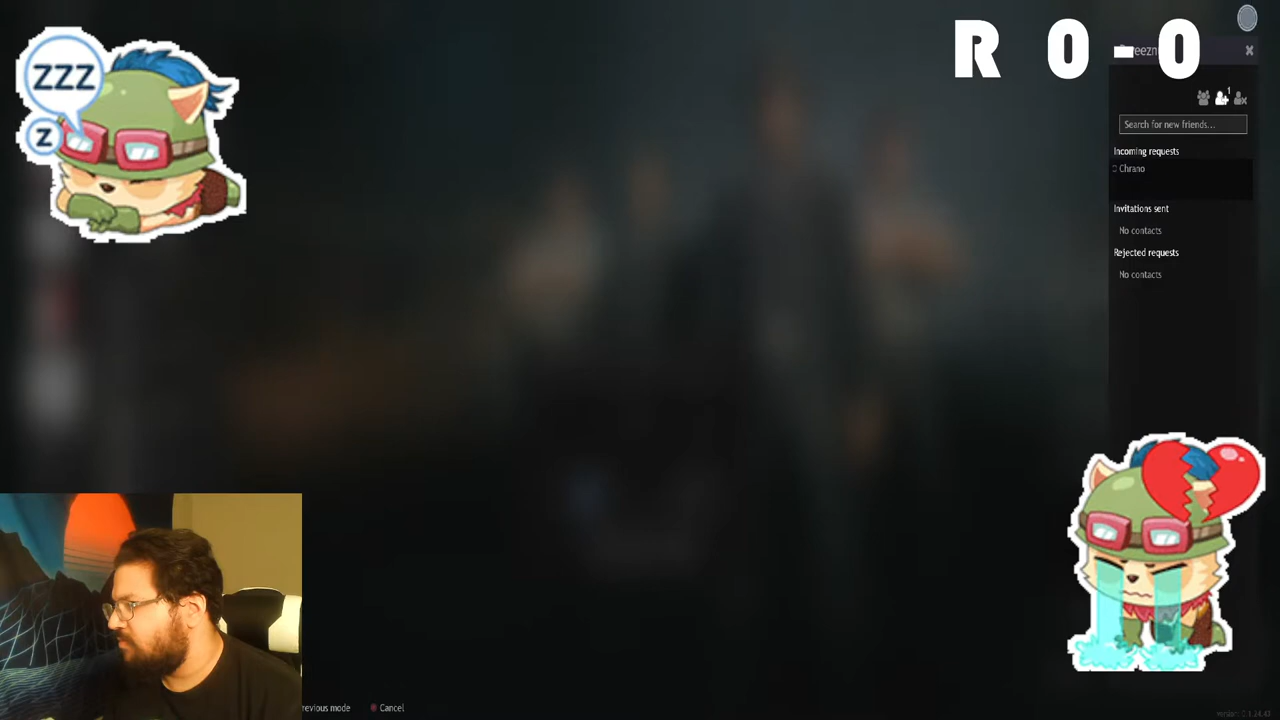 ZZZ
Z
R 0-0
1
Search for new friends...
Incoming requests
Chrano
Invitations sent
No contacts
Rejected requests
No contacts
revious mode
Cancel